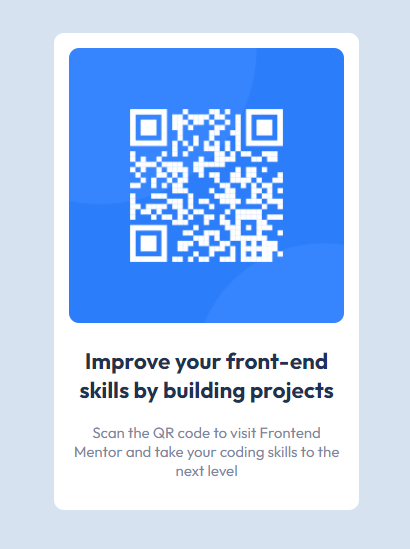 Improve your front-end
skills by building projects
Scan the QR code to visit Frontend
Mentor and take your coding skills to the
next level